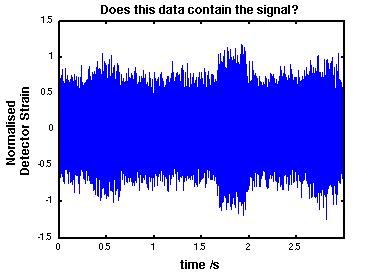 Does this data contain the signal?
1.5
1
0.5
0
-0.5
-1
-1.5
Normalised
Detector Strain
0 0.5 1 1.5 2 2.5
time /s